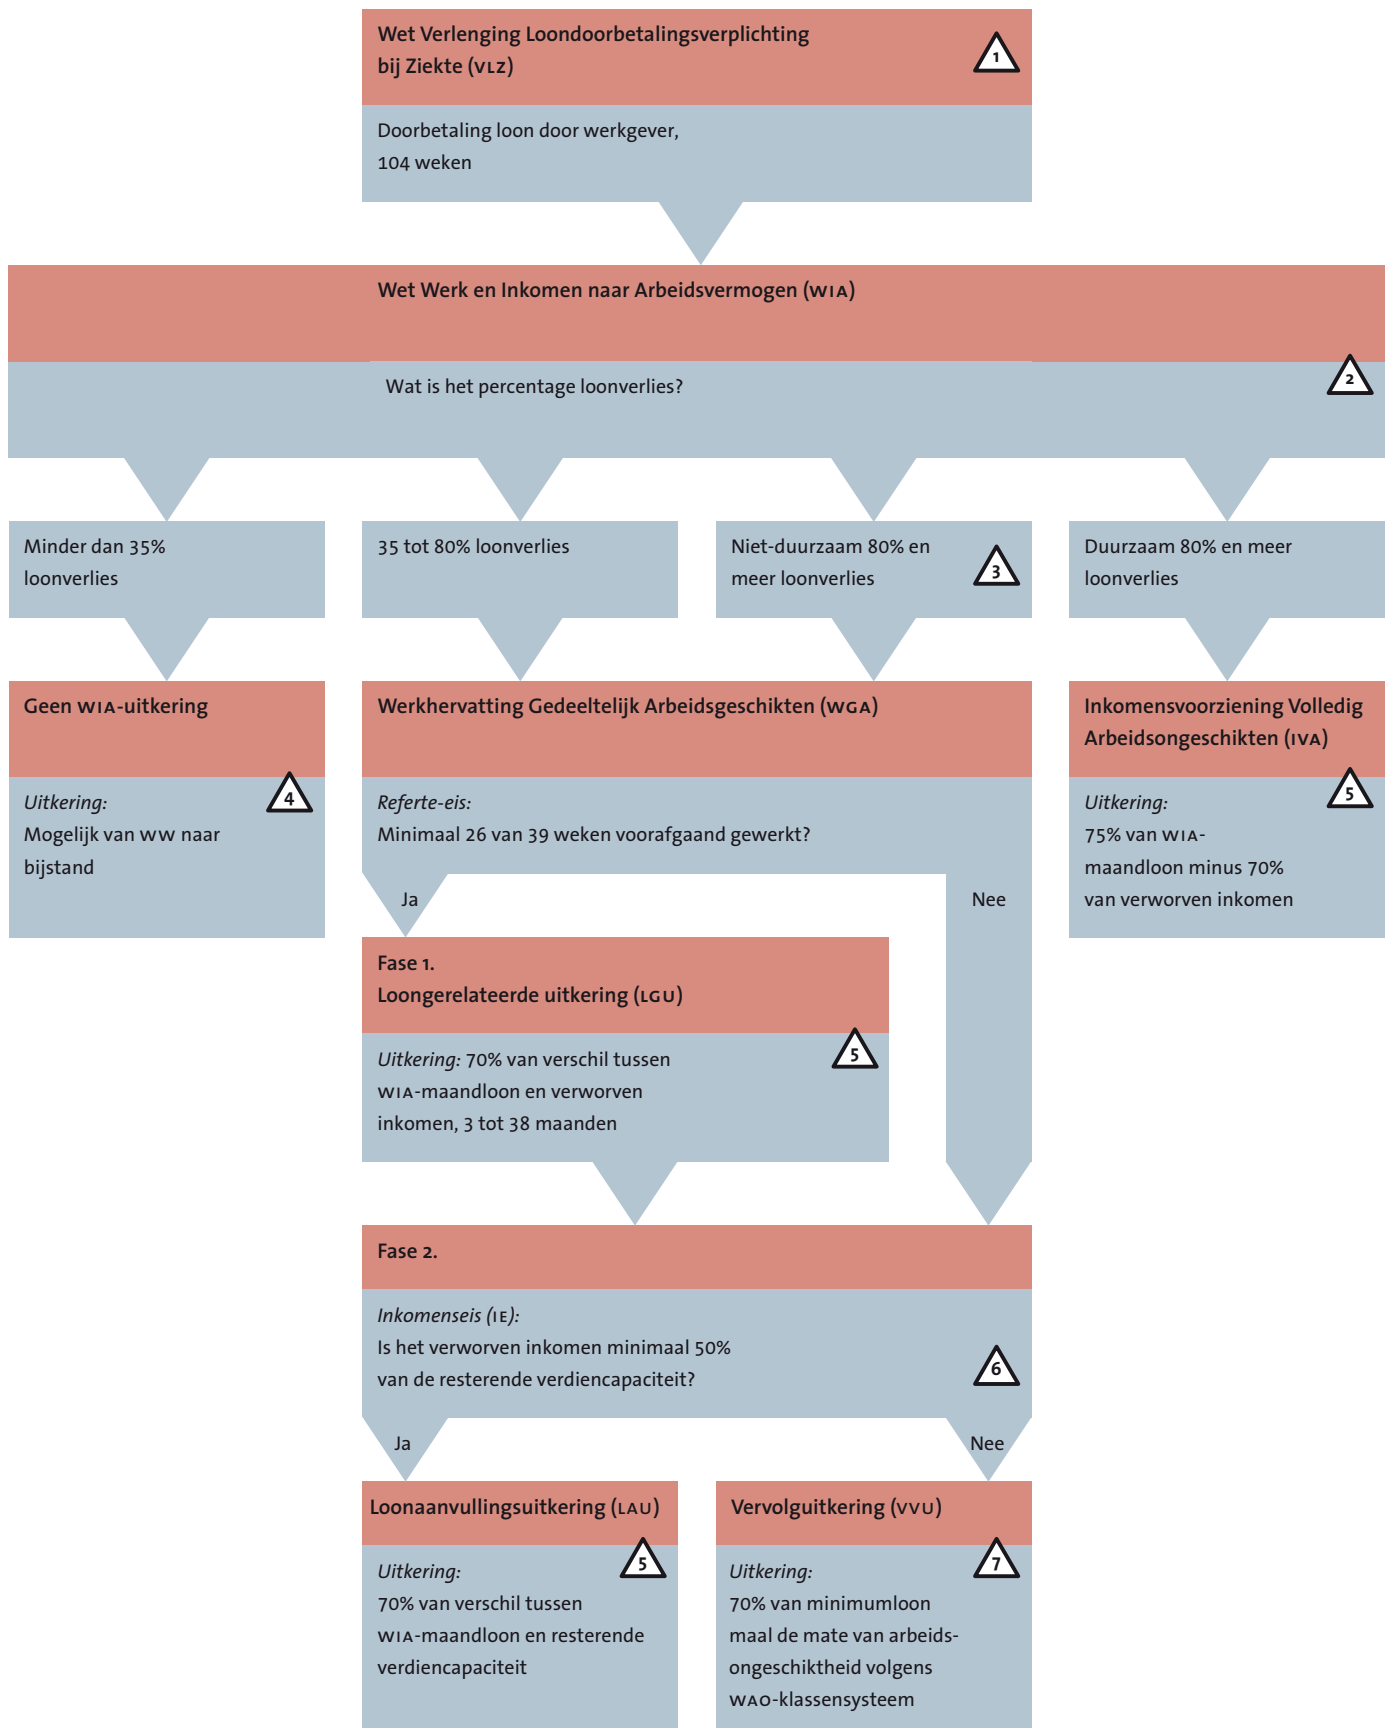 Wet Verlenging Loondoorbetalingsverplichting
bij Ziekte (VLZ)
1
Doorbetaling loon door werkgever,
104 weken
Wet Werk en Inkomen naar Arbeidsvermogen (WIA)
Wat is het percentage loonverlies?
2
Minder dan 35%
loonverlies
35 tot 80% loonverlies
Niet-duurzaam 80% en
meer loonverlies
3
Duurzaam 80% en meer
loonverlies
Geen WIA-uitkering
4
Uitkering:
Mogelijk van WW naar
bijstand
Werkhervatting Gedeeltelijk Arbeidsgeschikten (WGA)
Referte-eis:
Minimaal 26 van 39 weken voorafgaand gewerkt?
Ja
Nee
Inkomensvoorziening Volledig
Arbeidsongeschikten (IVA)
5
Uitkering:
75% van WIA-
maandloon minus 70%
van verworven inkomen
Fase 1.
Loongerelateerde uitkering (LGU)
5
Uitkering: 70% van verschil tussen
WIA-maandloon en verworven
inkomen, 3 tot 38 maanden
Fase 2.
Inkomenseis (IE):
Is het verworven inkomen minimaal 50%
van de resterende verdiencapaciteit?
6
Ja
Nee
Loonaanvullingsuitkering (LAU)
5
Uitkering:
70% van verschil tussen
WIA-maandloon en resterende
verdiencapaciteit
Vervolguitkering (VVU)
7
Uitkering:
70% van minimumloon
maal de mate van arbeids-
ongeschiktheid volgens
WAO-klassensysteem